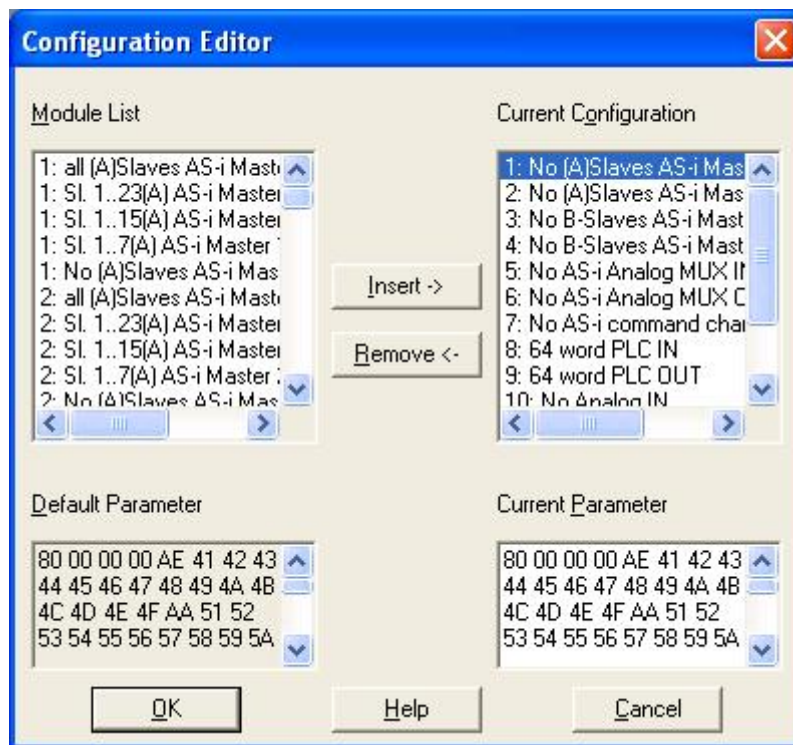 Configuration Editor
Module List
1: all (A)Slaves AS-i Maste
1: Sl. 1..23(A) AS-i Master
1: Sl. 1..15(A) AS-i Master
1: Sl. 1..7(A) AS-i Master
1: No (A)Slaves AS-i Mas
2: all (A)Slaves AS-i Maste
2: Sl. 1..23(A) AS-i Master
2: Sl. 1..15(A) AS-i Master
2: Sl. 1..7(A) AS-i Master
2: No (A)Slaves AS-i Mas
Insert ->
Remove <-
Current Configuration
1: No (A)Slaves AS-i Mas
2: No (A)Slaves AS-i Mas
3: No B-Slaves AS-i Mast
4: No B-Slaves AS-i Mast
5: No AS-i Analog MUX IN
6: No AS-i Analog MUX O
7: No AS-i command chan
8: 64 word PLC IN
9: 64 word PLC OUT
10: No Analog IN
Default Parameter
80 00 00 00 AE 41 42 43
44 45 46 47 48 49 4A 4B
4C 4D 4E 4F AA 51 52
53 54 55 56 57 58 59 5A
Current Parameter
80 00 00 00 AE 41 42 43
44 45 46 47 48 49 4A 4B
4C 4D 4E 4F AA 51 52
53 54 55 56 57 58 59 5A
OK
Help
Cancel